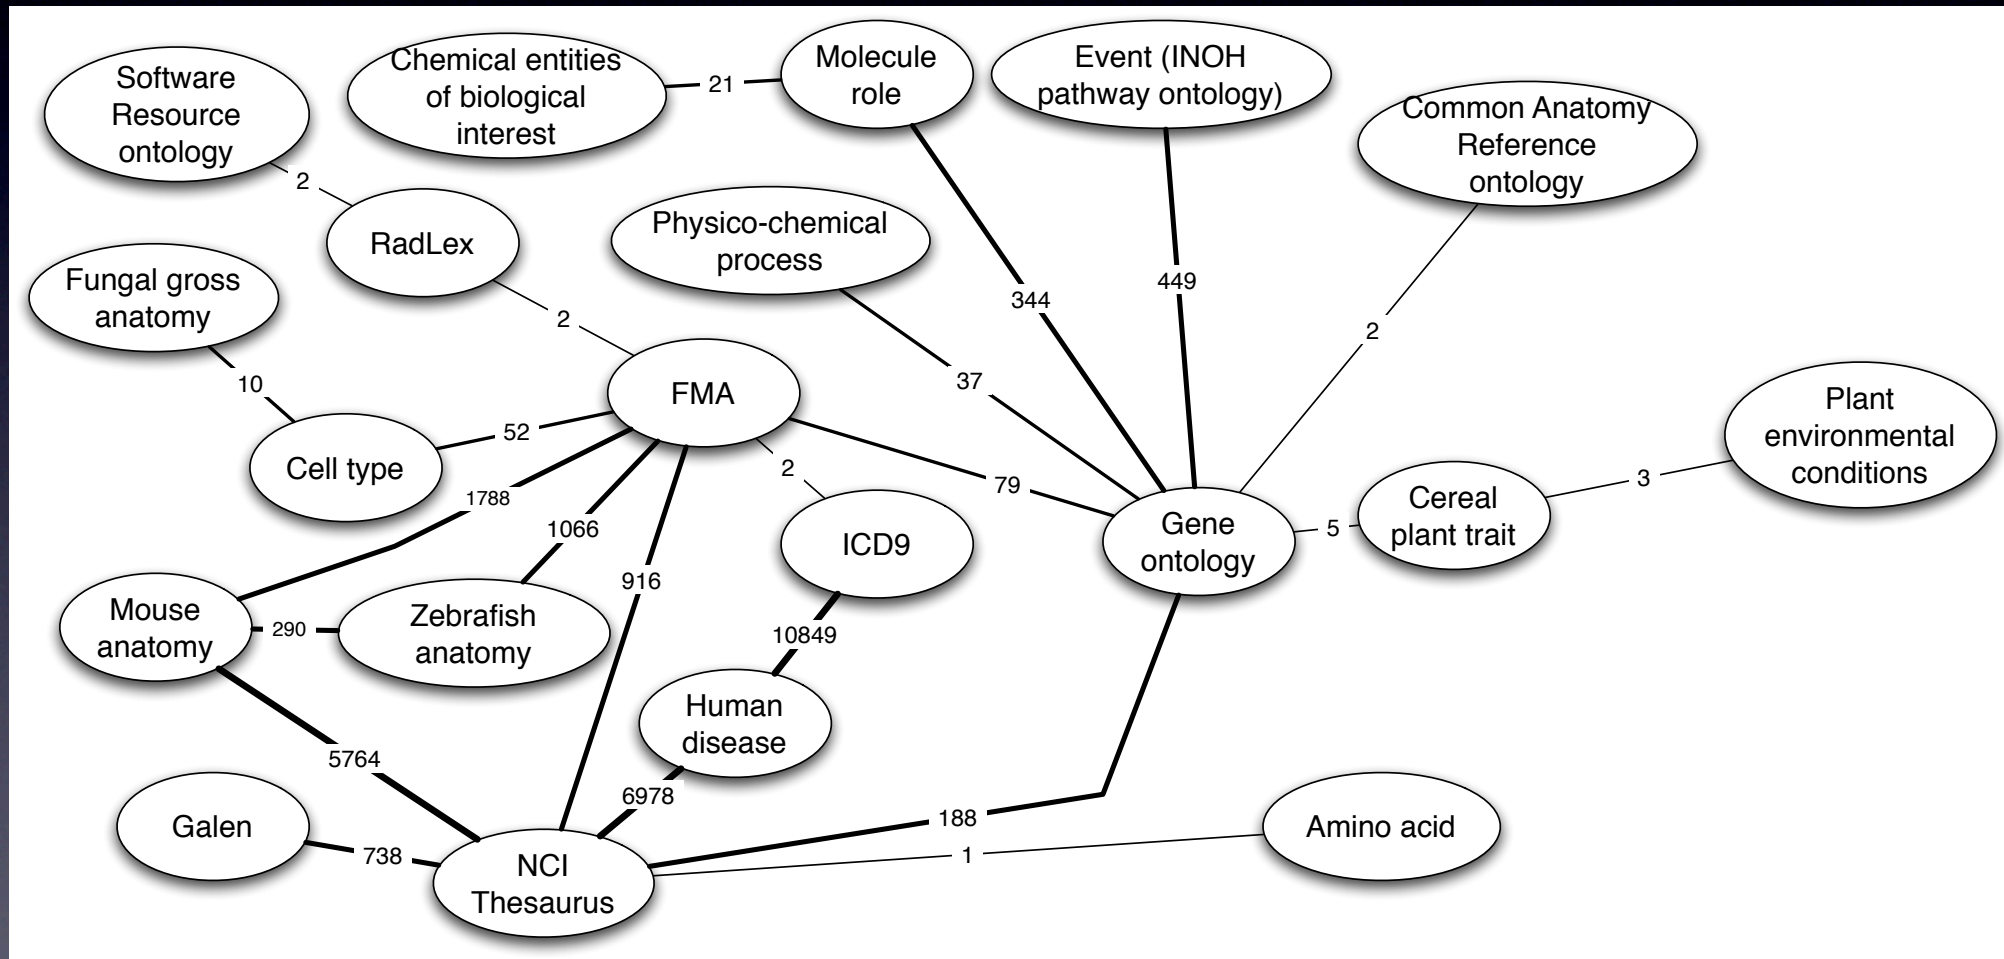 Software
Resource
ontology
Chemical entities
of biological
interest
21
Molecule
role
Event (INOH
pathway ontology)
Common Anatomy
Reference
ontology
2
RadLex
Physico-chemical
process
Fungal gross
anatomy
449
344
2
2
10
37
FMA
52
Cell type
2
79
1788
1066
Plant
environmental
conditions
3
Cereal
plant trait
5
Gene
ontology
ICD9
916
Mouse
anatomy
290
Zebrafish
anatomy
10849
Human
disease
5764
6978
188
Galen
738
1
Amino acid
NCI
Thesaurus